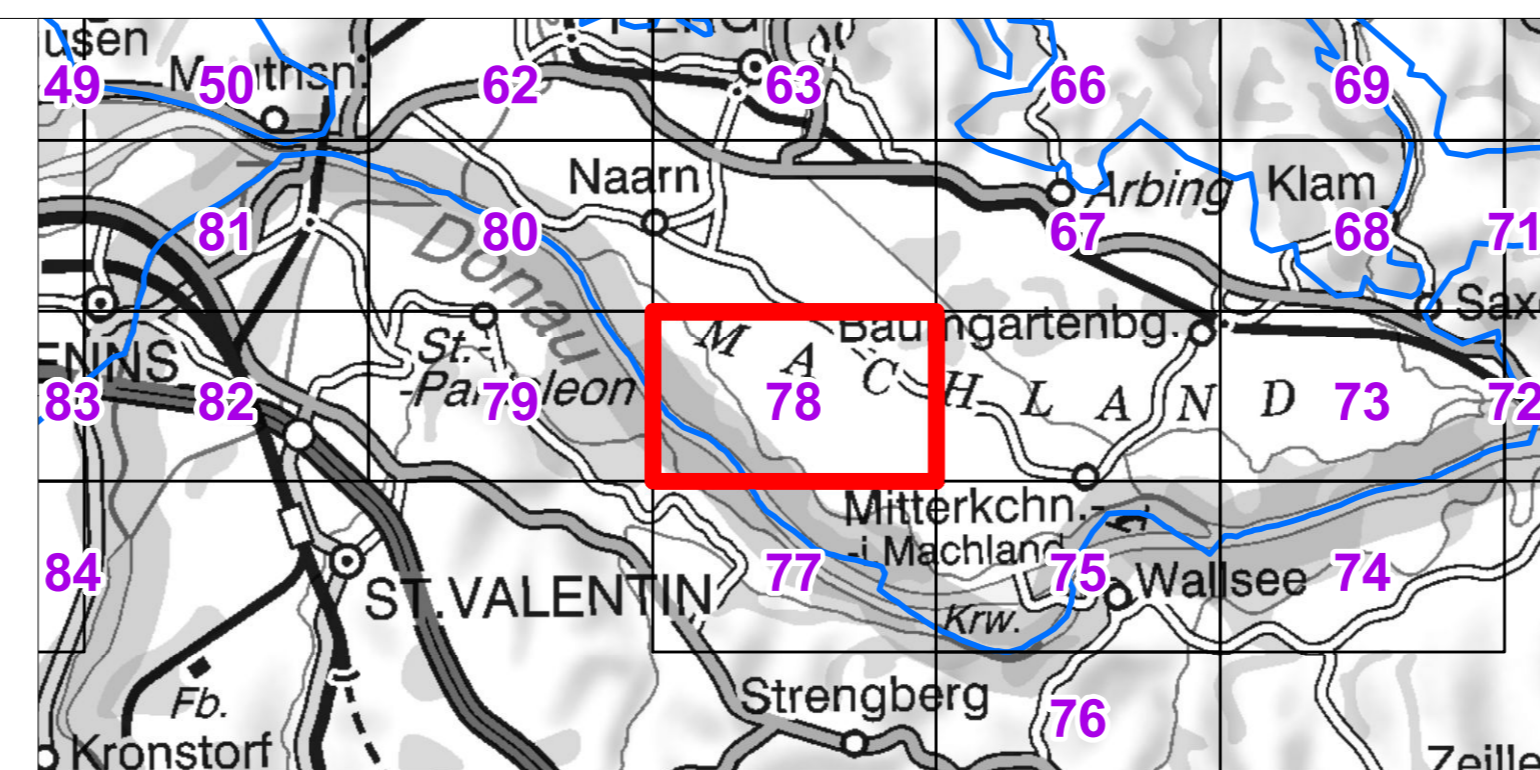 usen
49
50
62
63
66
69
Naarn
Arbing
Klam
81
80
67
68
71
Donau
Baumgartenbg.
ENNS
St.-
M A C H L A N D
83
82
79
78
73
72
Mitterkchn.-
-i Machland
84
77
75
74
ST.VALENTIN
Wallsee
Krw.
Fb.
Strengberg
76
Kronstorf
Zeille